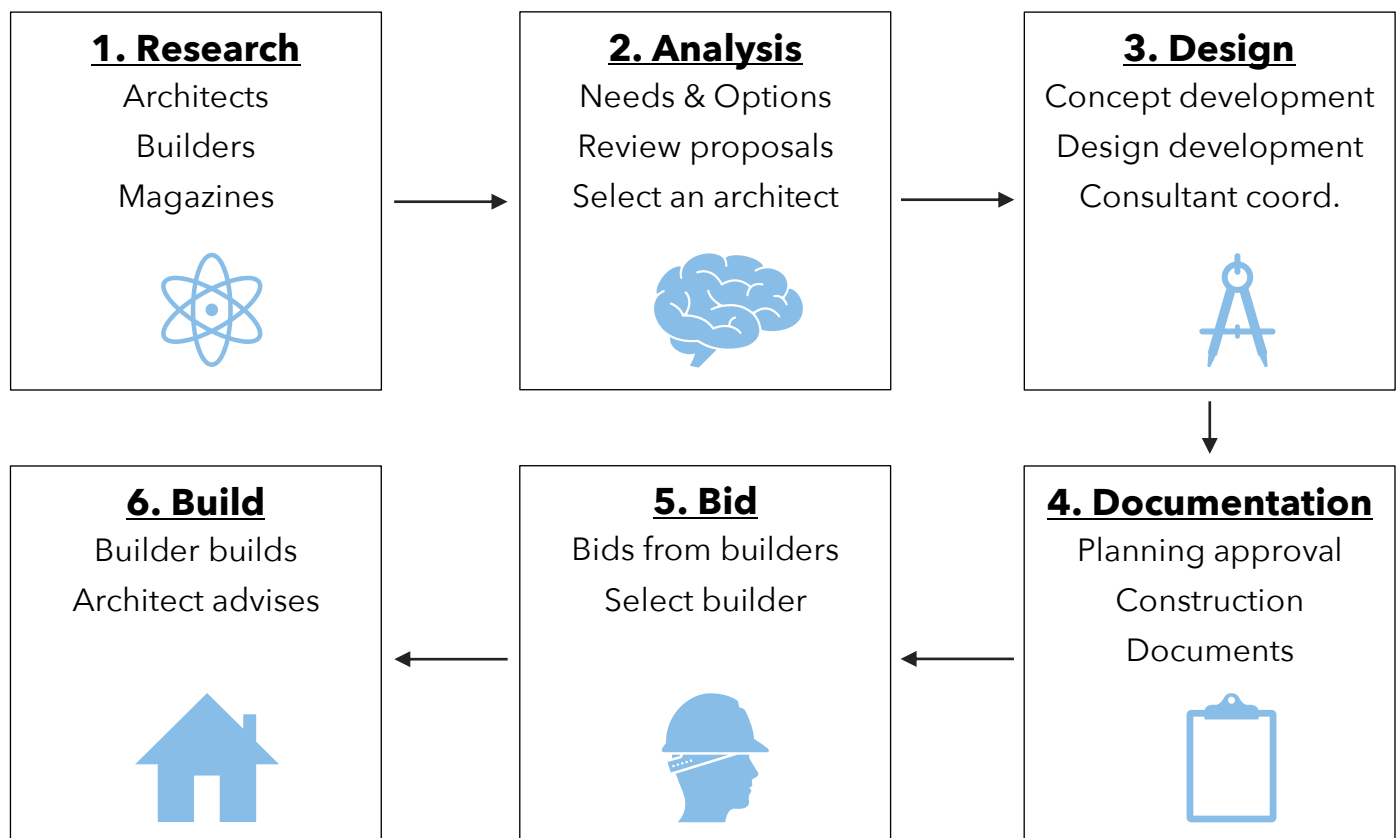 1. Research
Architects
Builders
Magazines
2. Analysis
Needs & Options
Review proposals
Select an architect
3. Design
Concept development
Design development
Consultant coord.
4. Documentation
Planning approval
Construction
Documents
5. Bid
Bids from builders
Select builder
6. Build
Builder builds
Architect advises